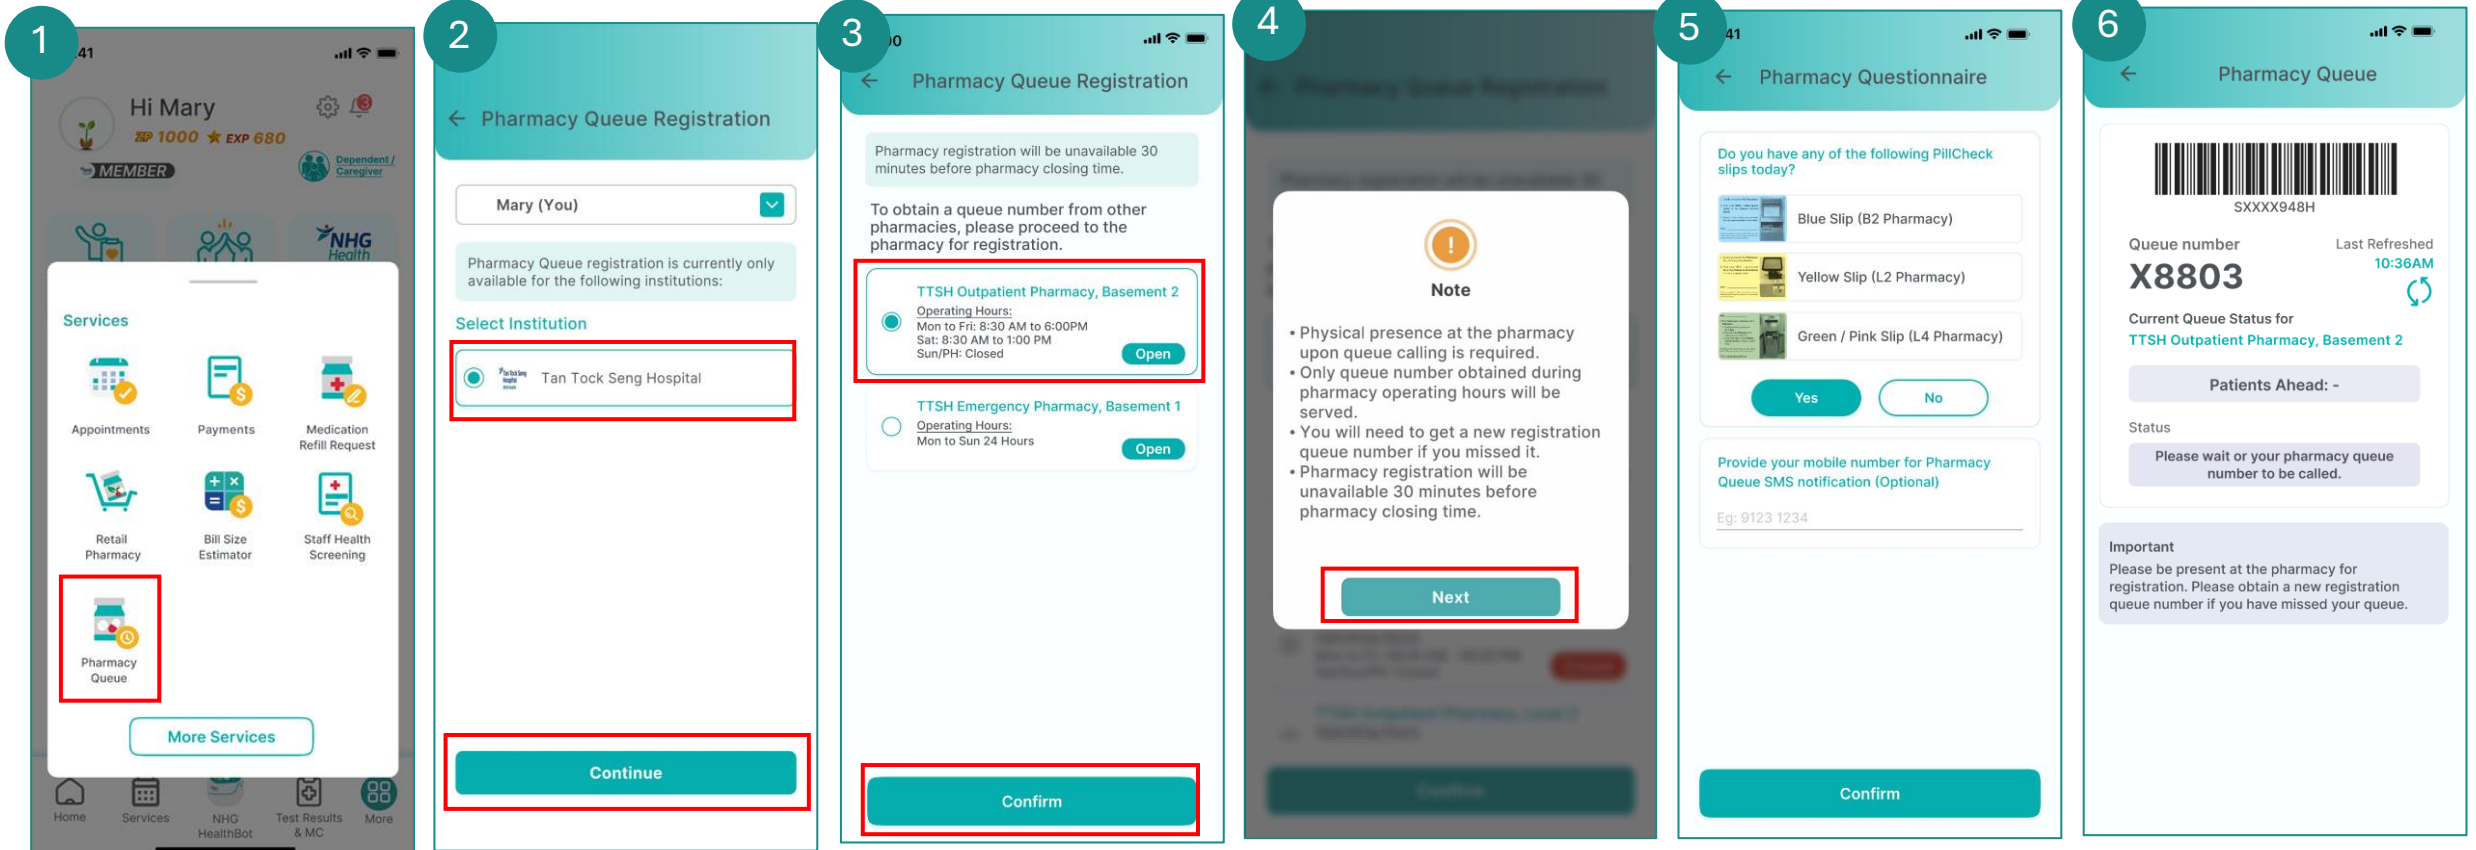 1
41
Hi Mary
ZP 1000 EXP 680
MEMBER
Dependent /
Caregiver
3
NHG
Health
Services
Appointments
Payments
Medication
Refill Request
Retail
Pharmacy
Bill Size
Estimator
Staff Health
Screening
Pharmacy
Queue
More Services
Home
Services
NHG
HealthBot
Test Results
& MC
More
2
Pharmacy Queue Registration
Mary (You)
Pharmacy Queue registration is currently only
available for the following institutions:
Select Institution
Tan Tock Seng
Hospital
Tan Tock Seng Hospital
Continue
3
00
Pharmacy Queue Registration
Pharmacy registration will be unavailable 30
minutes before pharmacy closing time.
To obtain a queue number from other
pharmacies, please proceed to the
pharmacy for registration.
TTSH Outpatient Pharmacy, Basement 2
Operating Hours:
Mon to Fri: 8:30 AM to 6:00PM
Sat: 8:30 AM to 1:00 PM
Sun/PH: Closed
Open
TTSH Emergency Pharmacy, Basement 1
Operating Hours:
Mon to Sun 24 Hours
Open
Confirm
4
Pharmacy Queue Registration
Note
• Physical presence at the pharmacy
upon queue calling is required.
• Only queue number obtained during
pharmacy operating hours will be
served.
• You will need to get a new registration
queue number if you missed it.
• Pharmacy registration will be
unavailable 30 minutes before
pharmacy closing time.
Next
Confirm
5
41
Pharmacy Questionnaire
Do you have any of the following PillCheck
slips today?
Blue Slip (B2 Pharmacy)
Yellow Slip (L2 Pharmacy)
Green / Pink Slip (L4 Pharmacy)
Yes
No
Provide your mobile number for Pharmacy
Queue SMS notification (Optional)
Eg: 9123 1234
Confirm
6
Pharmacy Queue
SXXXX948H
Queue number
Last Refreshed
X8803
10:36AM
Current Queue Status for
TTSH Outpatient Pharmacy, Basement 2
Patients Ahead: -
Status
Please wait or your pharmacy queue
number to be called.
Important
Please be present at the pharmacy for
registration. Please obtain a new registration
queue number if you have missed your queue.